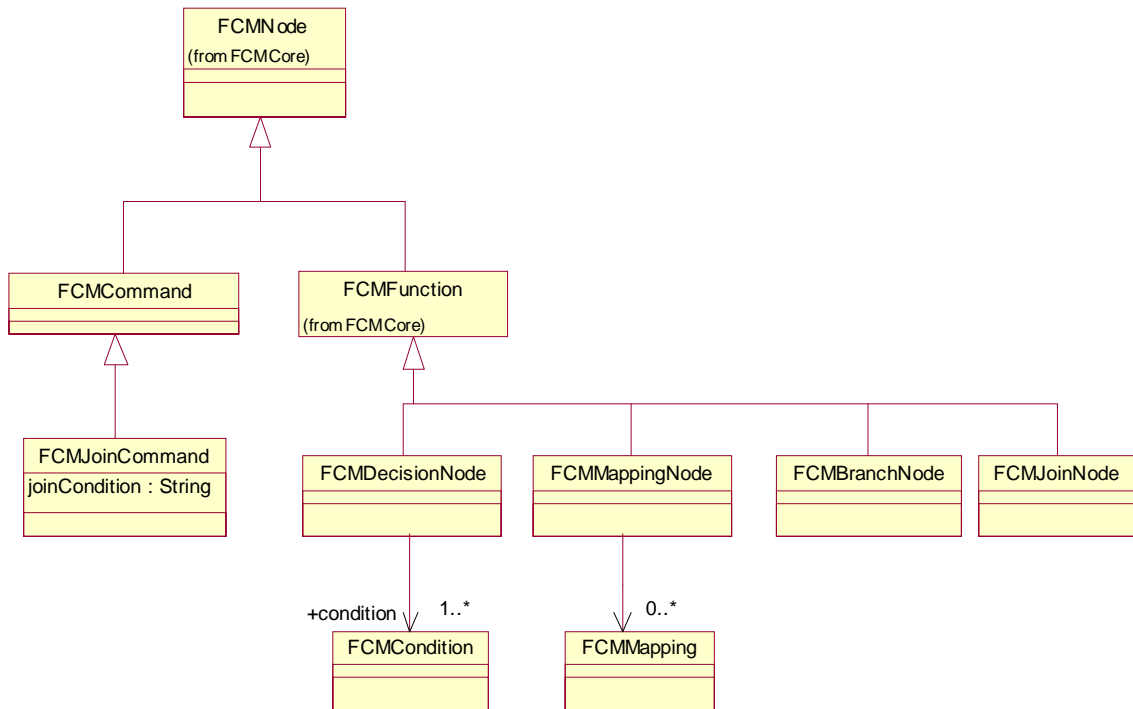 FCMNode
(from FCMCore)
FCMCommand
FCMFunction
(from FCMCore)
FCMJoinCommand
joinCondition : String
FCMDecisionNode
FCMMappingNode
FCMBranchNode
FCMJoinNode
+condition
1..*
0..*
FCMCondition
FCMMapping